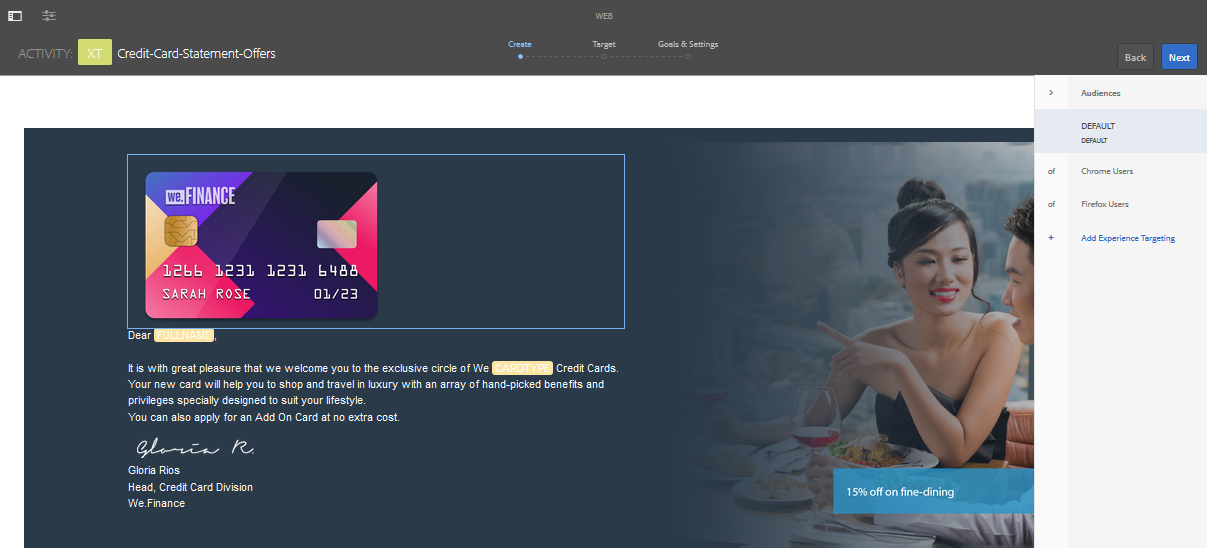 WEB
ACTIVITY: XT Credit-Card-Statement-Offers
Create Target Goals & Settings
Back Next
Audiences
DEFAULT
DEFAULT
of Chrome Users
of Firefox Users
+ Add Experience Targeting
we.FINANCE
1266 1231 1231 6488
SARAH ROSE 01/23
Dear FULLNAME,
It is with great pleasure that we welcome you to the exclusive circle of We CARDTYPE Credit Cards.
Your new card will help you to shop and travel in luxury with an array of hand-picked benefits and
privileges specially designed to suit your lifestyle.
You can also apply for an Add On Card at no extra cost.
Gloria R.
Gloria Rios
Head, Credit Card Division
We.Finance
15% off on fine-dining